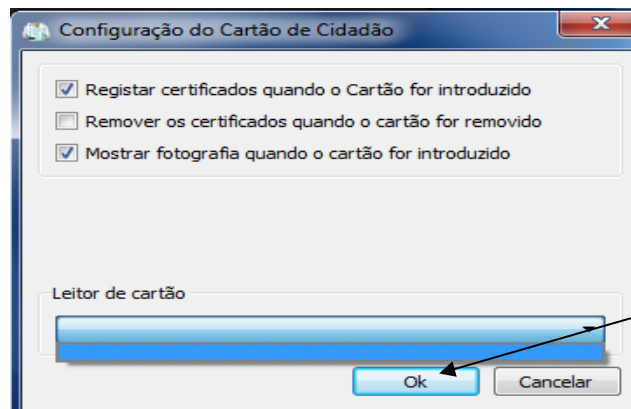 Configuração do Cartão de Cidadão
Registar certificados quando o Cartão for introduzido
Remover os certificados quando o cartão for removido
Mostrar fotografia quando o cartão for introduzido
Leitor de cartão
Ok
Cancelar